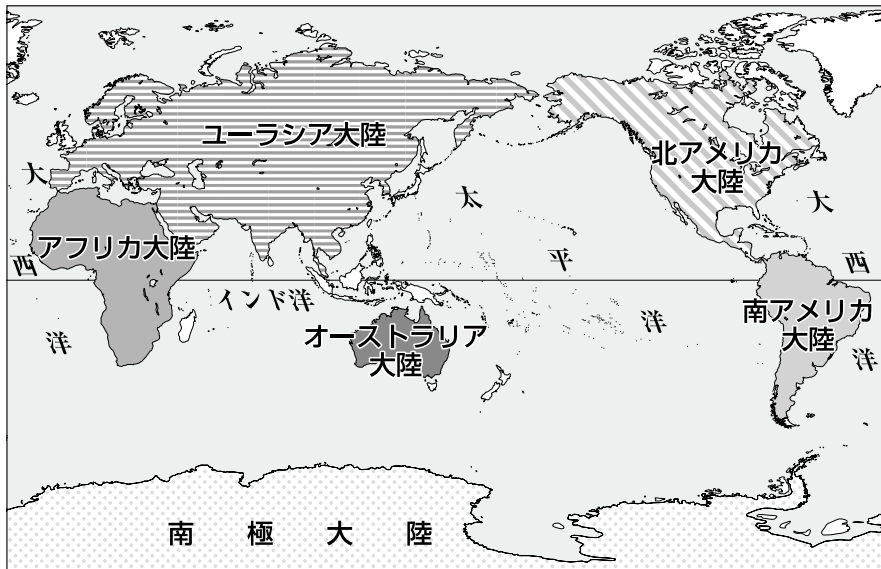 ユーラシア大陸
北アメリカ
大陸
アフリカ大陸
大西洋
太平洋
大西洋
インド洋
オーストラリア
大陸
南アメリカ
大陸
南極大陸